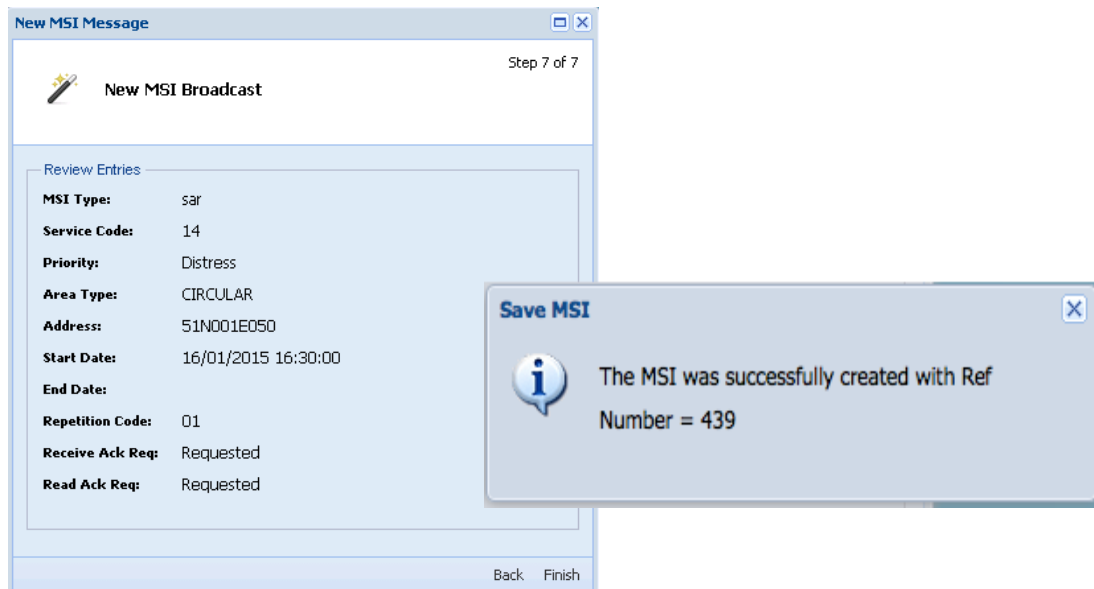 New MSI Message
Step 7 of 7
New MSI Broadcast
Review Entries
MSI Type: sar
Service Code: 14
Priority: Distress
Area Type: CIRCULAR
Address: 51N001E050
Start Date: 16/01/2015 16:30:00
End Date:
Repetition Code: 01
Receive Ack Req: Requested
Read Ack Req: Requested
Back Finish
Save MSI
The MSI was successfully created with Ref
Number = 439